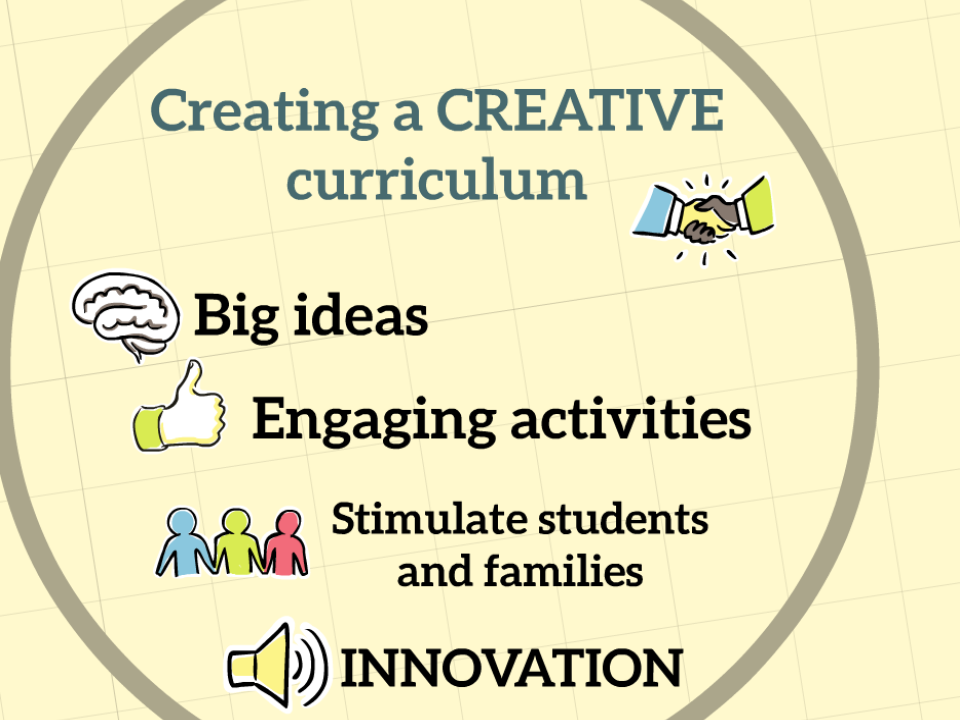 Creating a CREATIVE
curriculum
Big ideas
Engaging activities
Stimulate students
and families
INNOVATION